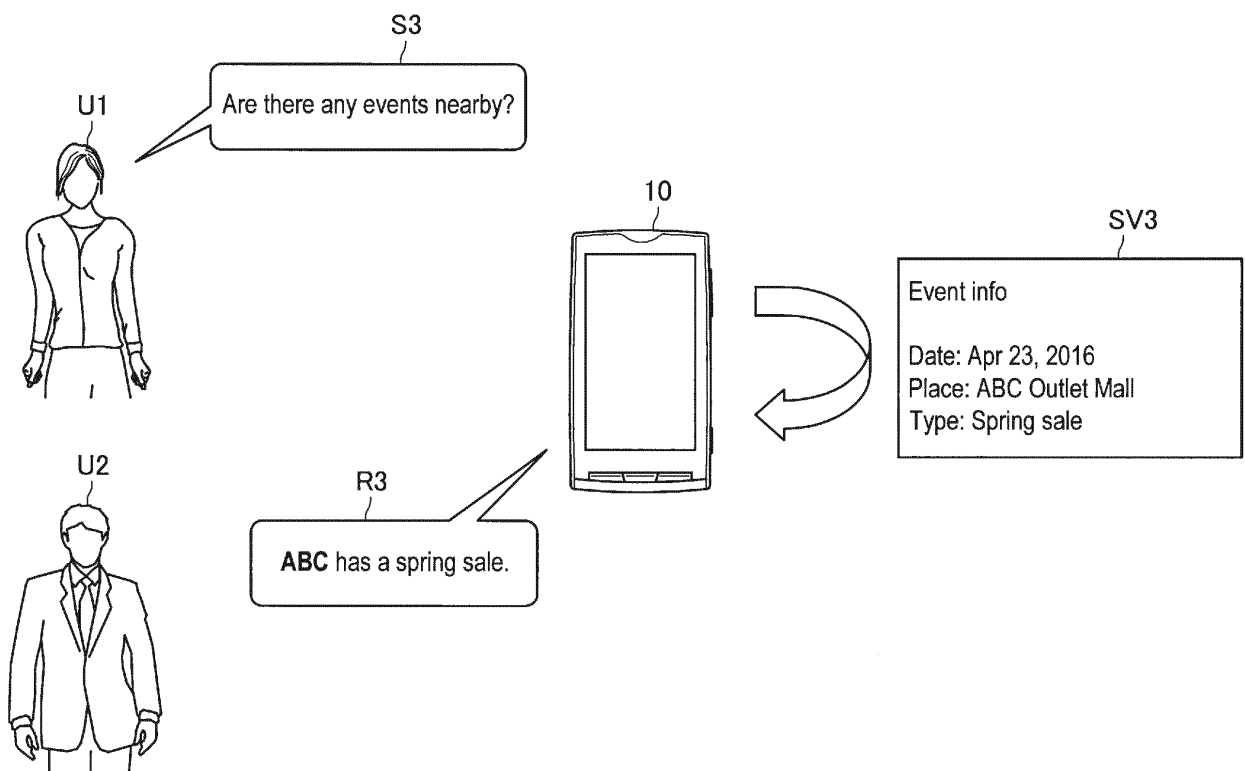 S3
Are there any events nearby?
U1
10
SV3
Event info
Date: Apr 23, 2016
Place: ABC Outlet Mall
Type: Spring sale
U2
R3
ABC has a spring sale.